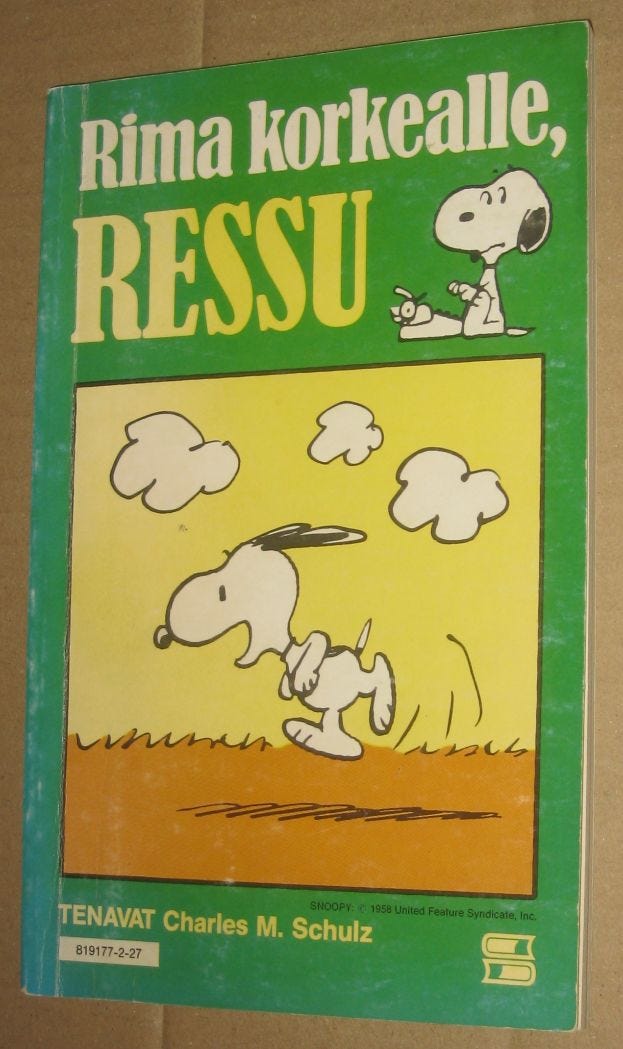 Rima korkealle,
RESSU
SNOOPY: © 1958 United Feature Syndicate, Inc.
TENAVAT Charles M. Schulz
819177-2-27